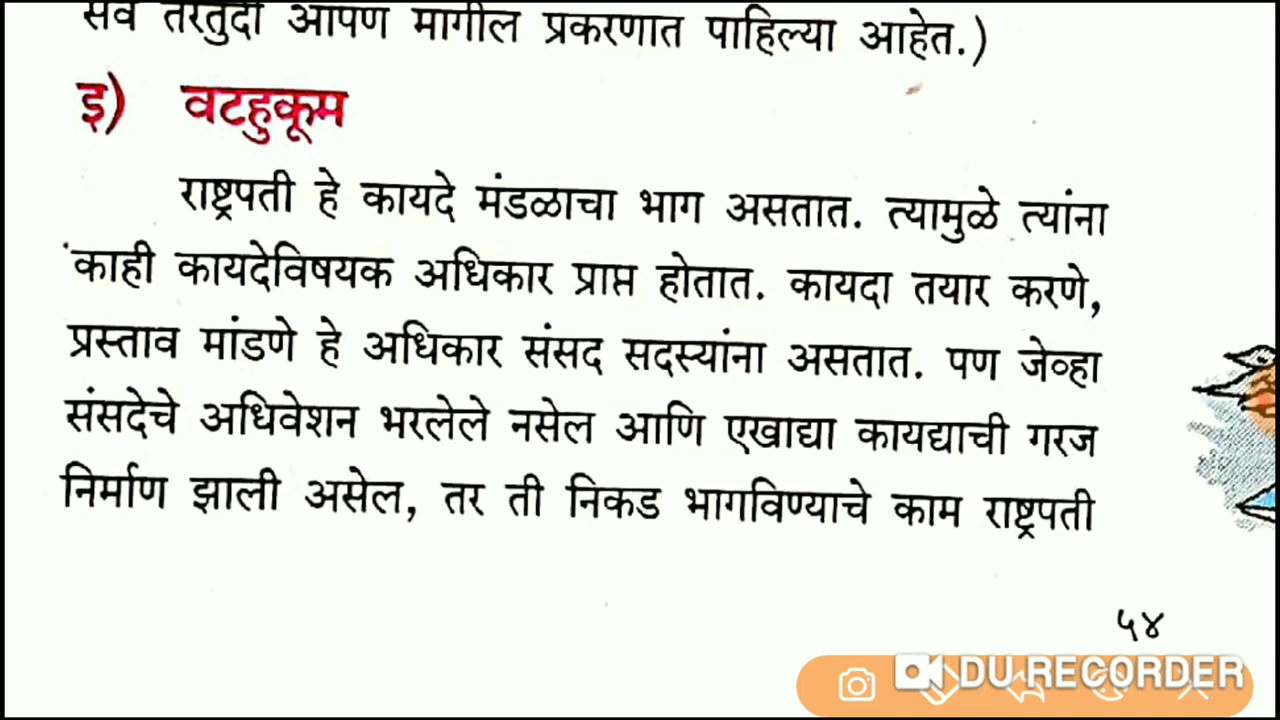 सर्व तरतुदी आपण मागील प्रकरणात पाहिल्या आहेत.)
इ) वटहुकूम
राष्ट्रपती हे कायदे मंडळाचा भाग असतात. त्यामुळे त्यांना
काही कायदेविषयक अधिकार प्राप्त होतात. कायदा तयार करणे,
प्रस्ताव मांडणे हे अधिकार संसद सदस्यांना असतात. पण जेव्हा
संसदेचे अधिवेशन भरलेले नसेल आणि एखाद्या कायद्याची गरज
निर्माण झाली असेल, तर ती निकड भागविण्याचे काम राष्ट्रपती
५४
DU RECORDER